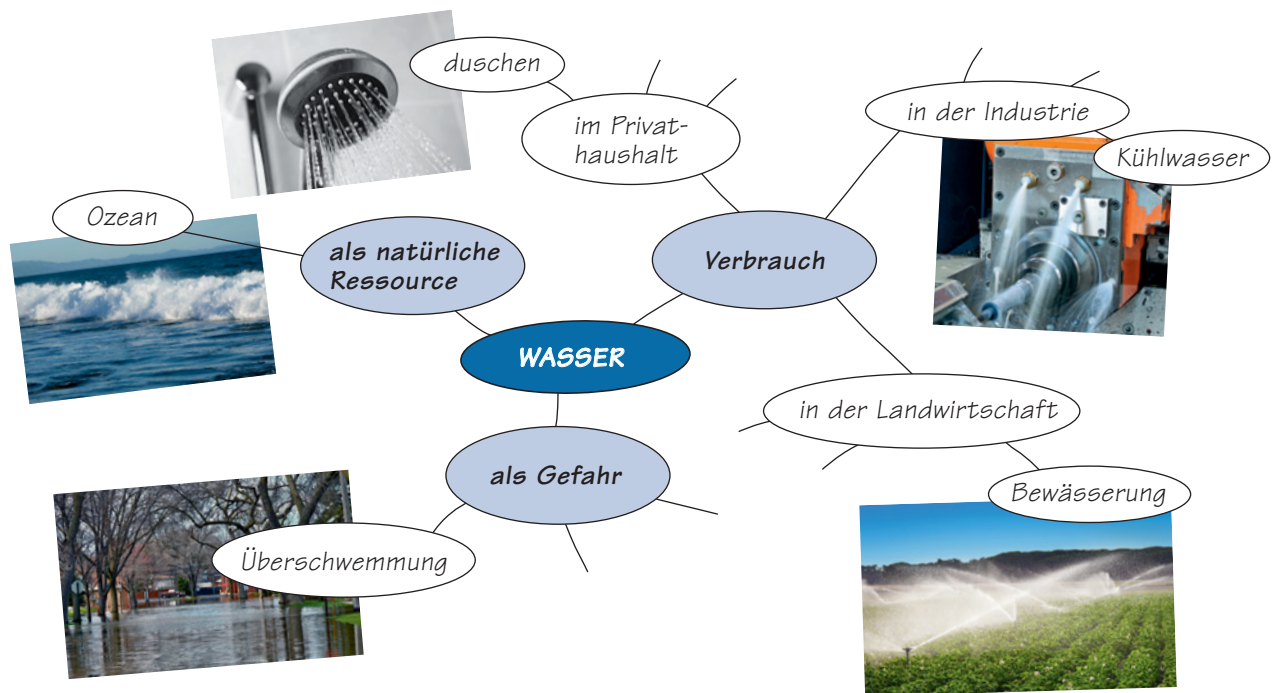 duschen
im Privat-
haushalt
in der Industrie
Kühlwasser
Ozean
als natürliche
Ressource
Verbrauch
WASSER
in der Landwirtschaft
als Gefahr
Bewässerung
Überschwemmung